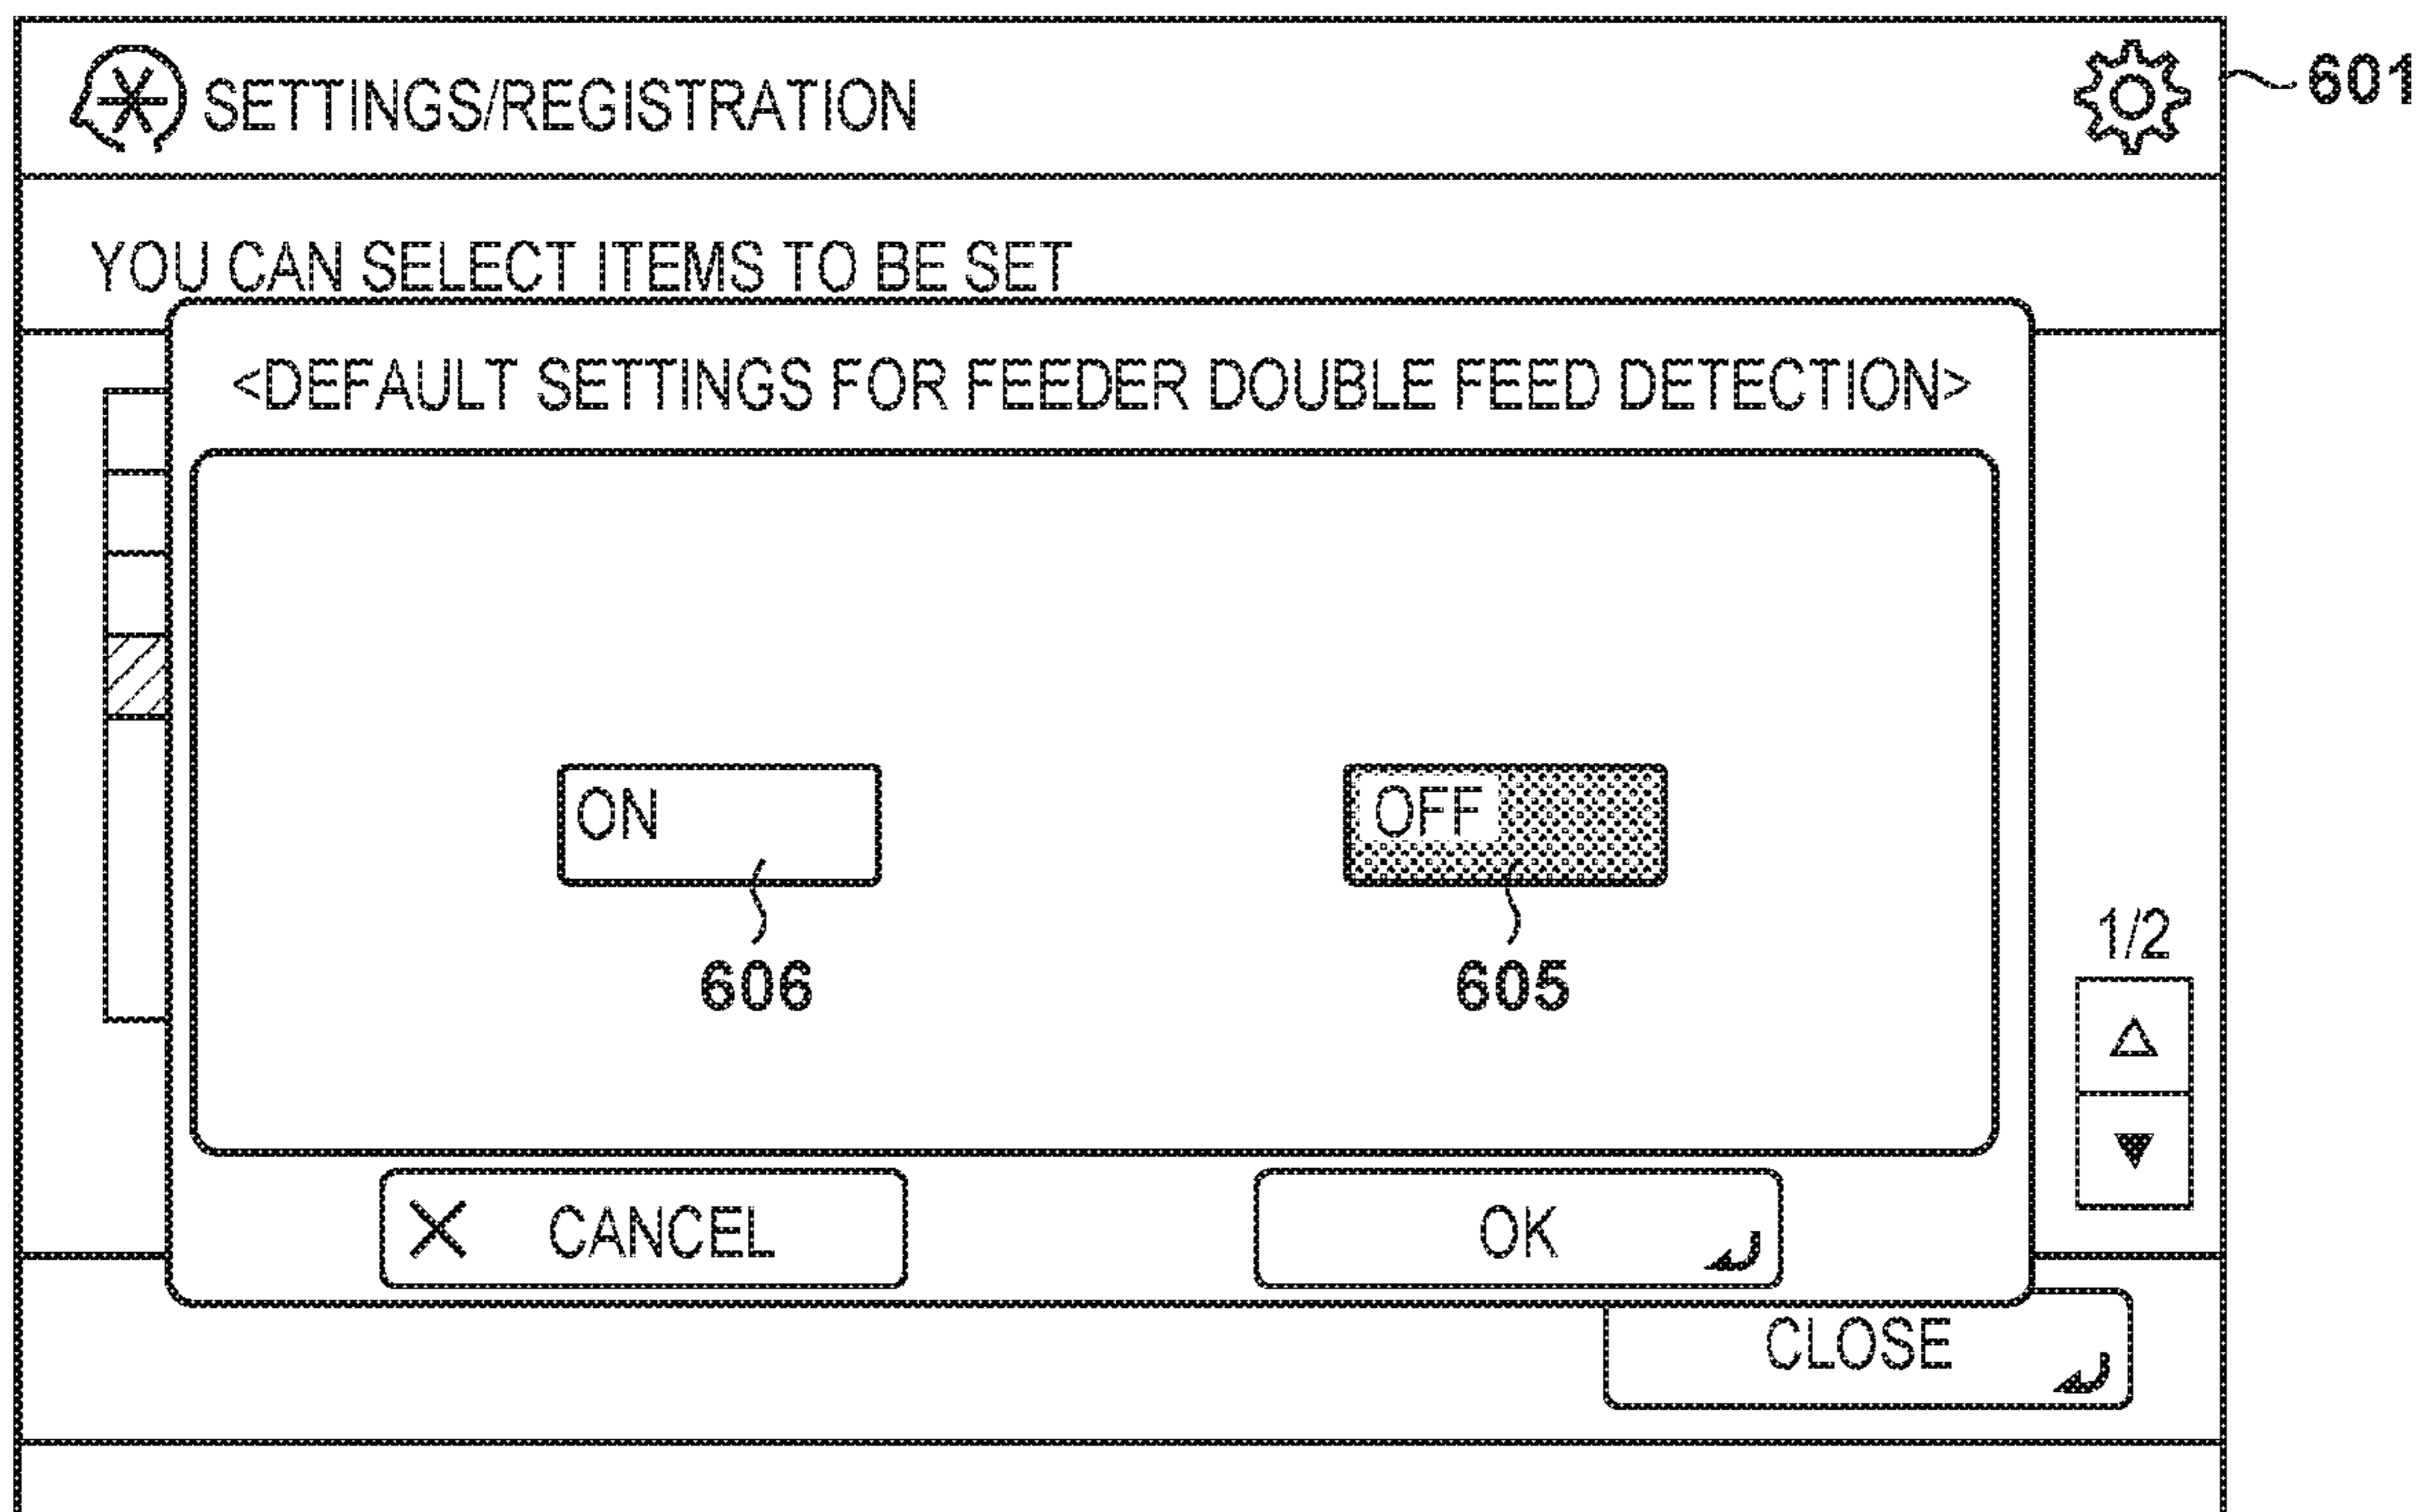 SETTINGS/REGISTRATION
601
YOU CAN SELECT ITEMS TO BE SET
<DEFAULT SETTINGS FOR FEEDER DOUBLE FEED DETECTION>
ON
OFF
606
605
1/2
CANCEL
OK
CLOSE